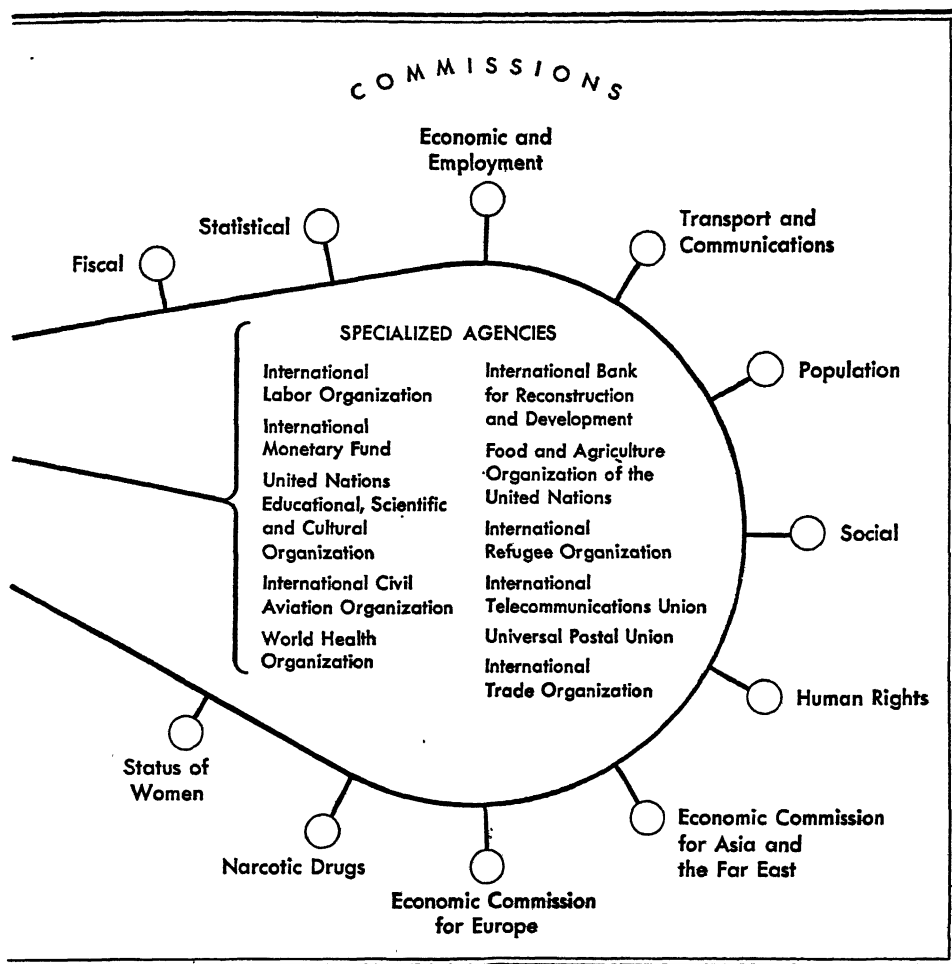 COMMISSIONS
Economic and
Employment
Statistical
Fiscal
Transport and
Communications
Population
Social
Human Rights
Economic Commission
for Asia and
the Far East
Economic Commission
for Europe
Narcotic Drugs
Status of
Women
SPECIALIZED AGENCIES
International
Labor Organization
International
Monetary Fund
United Nations
Educational, Scientific
and Cultural
Organization
International Civil
Aviation Organization
World Health
Organization
International Bank
for Reconstruction
and Development
Food and Agriculture
Organization of the
United Nations
International
Refugee Organization
International
Telecommunications Union
Universal Postal Union
International
Trade Organization